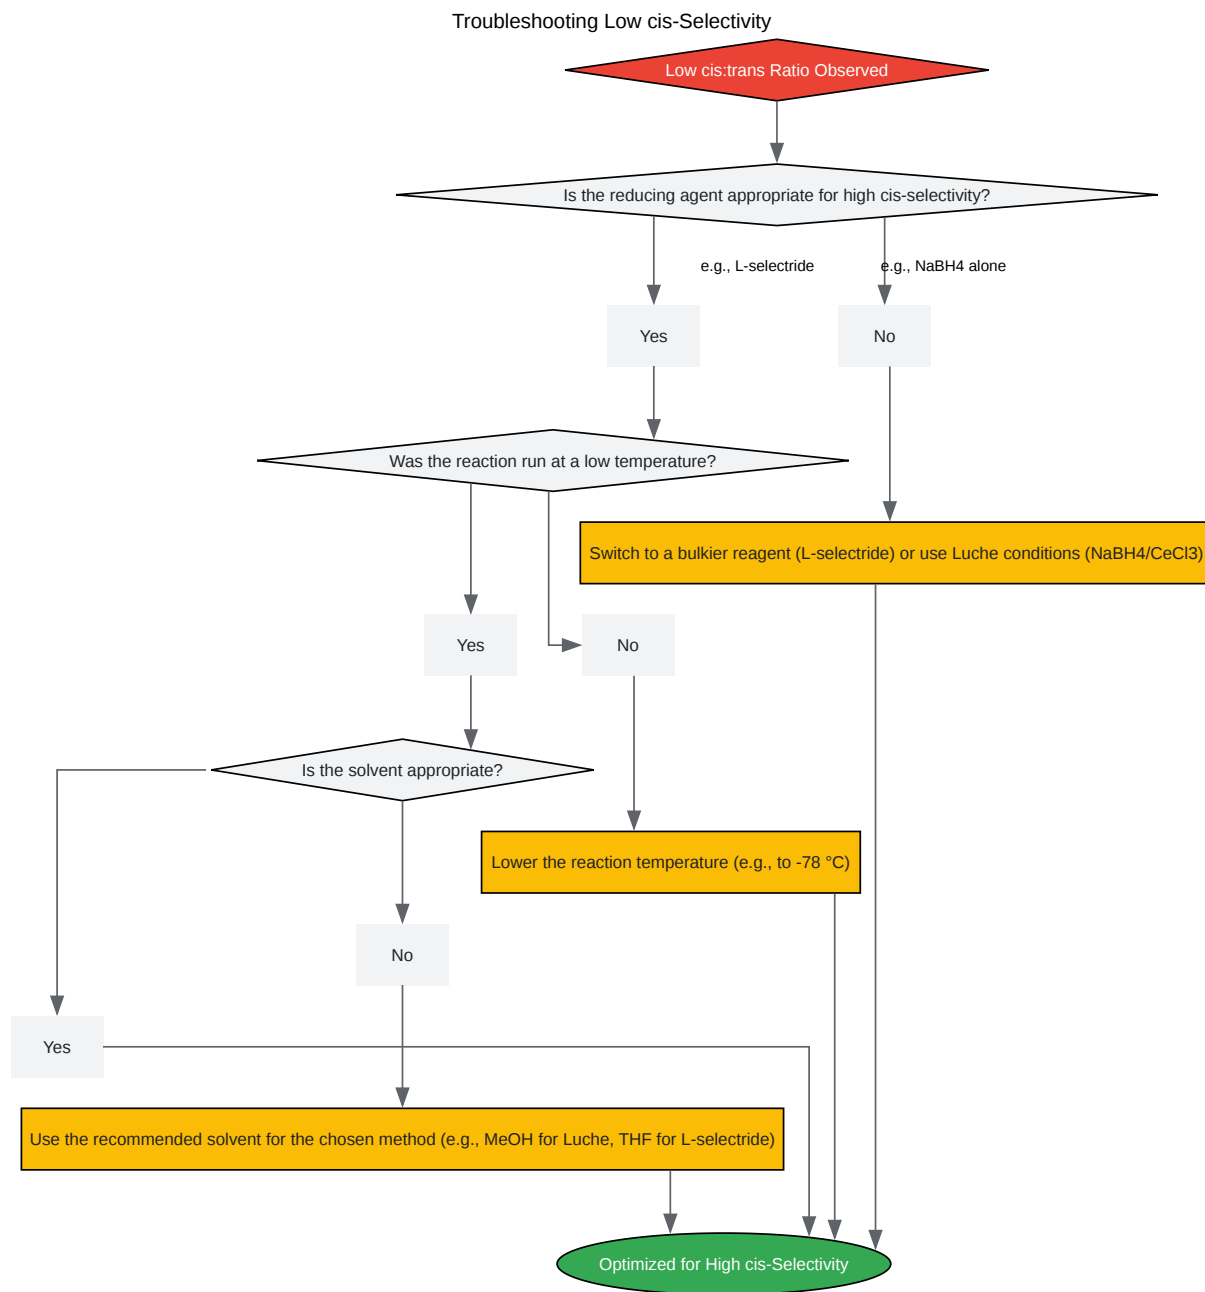 Troubleshooting Low cis-Selectivity
Low cis:trans Ratio Observed
Is the reducing agent appropriate for high cis-selectivity?
e.g., L-selectride
e.g., NaBH4 alone
Yes
No
Was the reaction run at a low temperature?
Switch to a bulkier reagent (L-selectride) or use Luche conditions (NaBH4/CeCl3)
Yes
No
Is the solvent appropriate?
Lower the reaction temperature (e.g., to -78 °C)
No
Yes
Use the recommended solvent for the chosen method (e.g., MeOH for Luche, THF for L-selectride)
Optimized for High cis-Selectivity